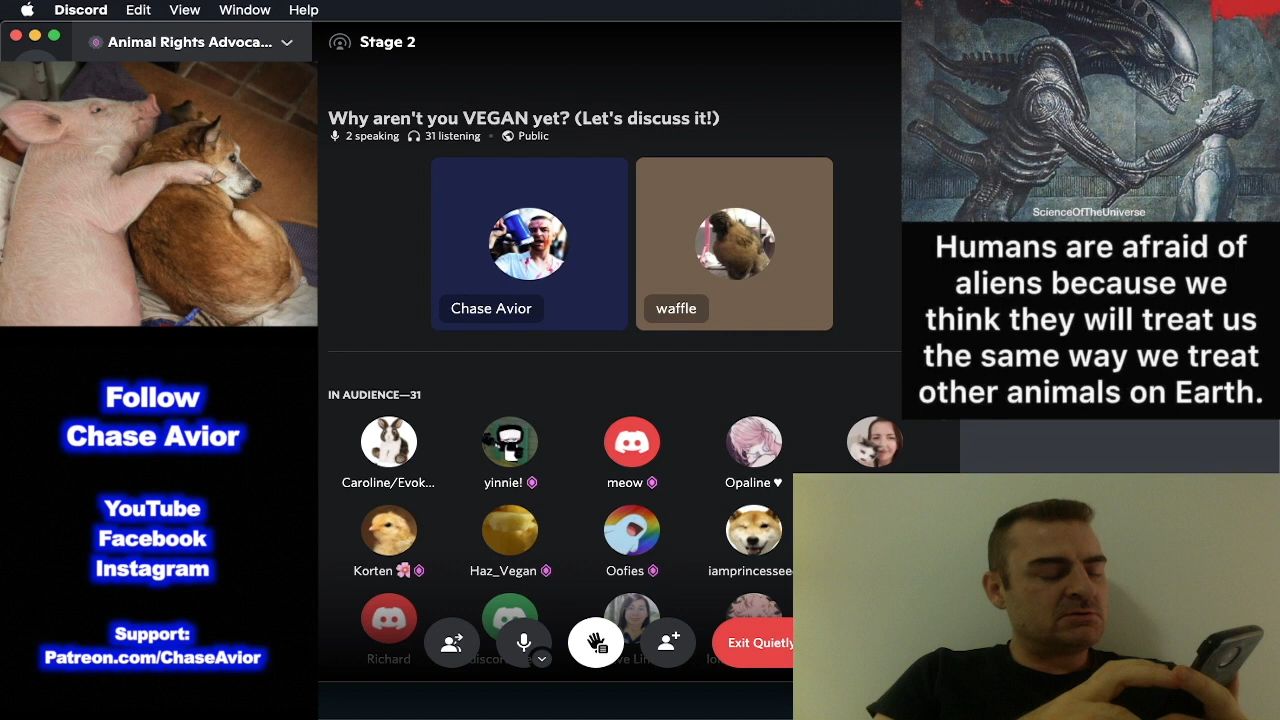 Discord Edit View Window Help
Animal Rights Advoca...
Stage 2
Why aren't you VEGAN yet? (Let's discuss it!)
2 speaking 31 listening • Public
Chase Avior
waffle
IN AUDIENCE—31
Caroline/Evok...
yinnie!
meow
Opaline ♥
Korten
Haz_Vegan
Oofies
iamprincessee
Richard
Exit Quietly
Follow
Chase Avior
YouTube
Facebook
Instagram
Support:
Patreon.com/ChaseAvior
ScienceOfTheUniverse
Humans are afraid of
aliens because we
think they will treat us
the same way we treat
other animals on Earth.